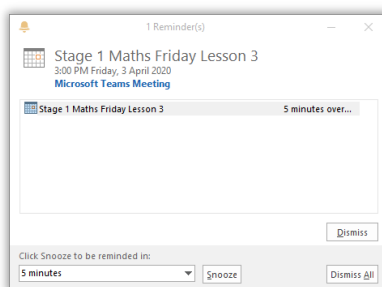 1 Reminder(s)
Stage 1 Maths Friday Lesson 3
3:00 PM Friday, 3 April 2020
Microsoft Teams Meeting
Stage 1 Maths Friday Lesson 3 5 minutes over...
Dismiss
Click Snooze to be reminded in:
5 minutes Snooze Dismiss All